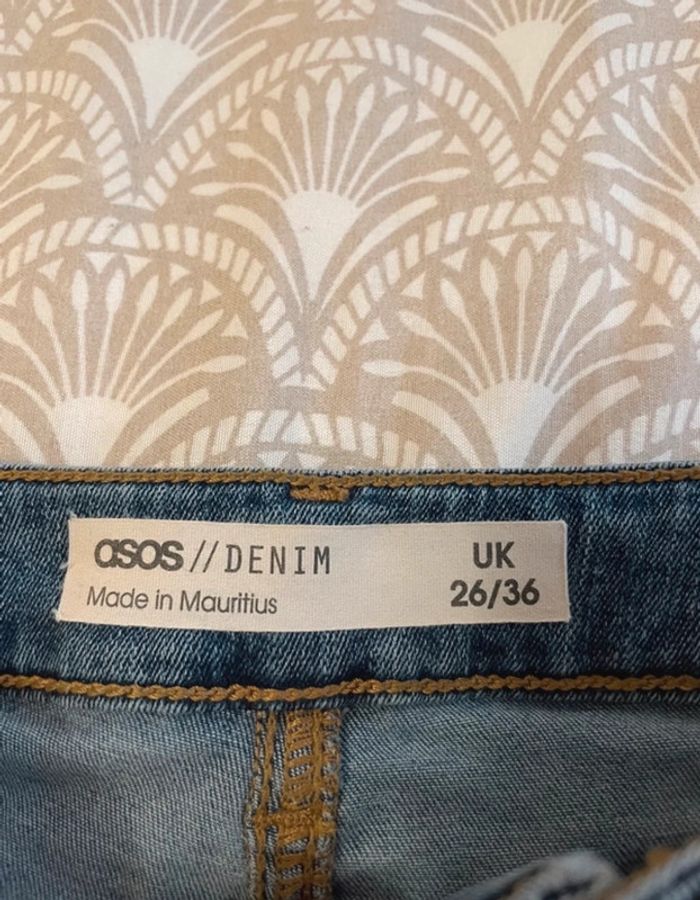 asos // DENIM
Made in Mauritius
UK
26/36